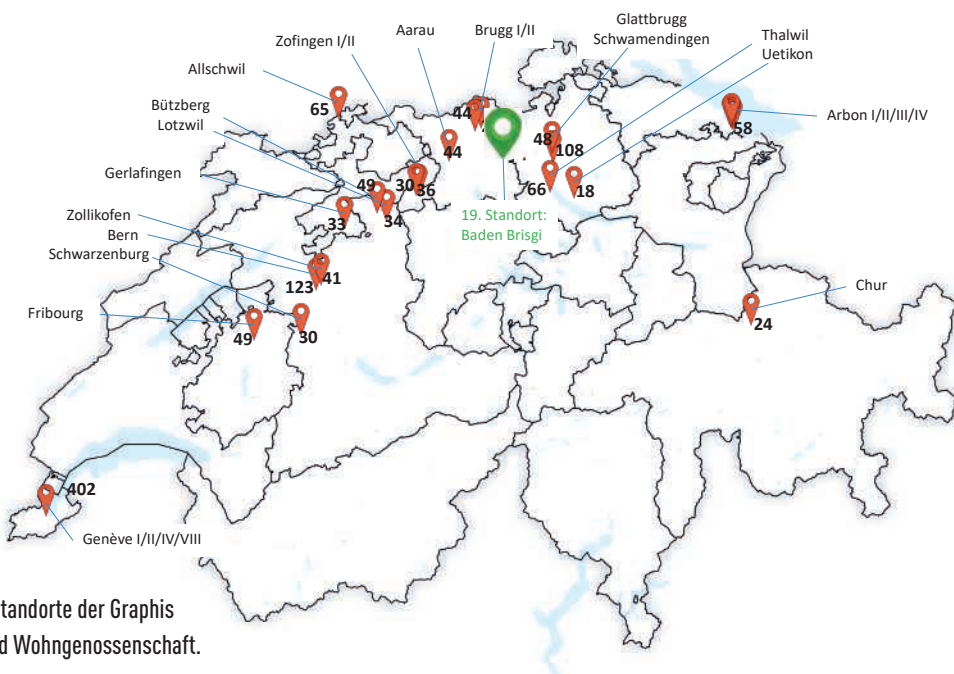 Glattbrugg
Schwamendingen
Aarau
Brugg I/II
Thalwil
Uetikon
Zofingen I/II
Allschwil
Bützberg
Lotzwil
Arbon I/II/III/IV
65
44
58
48
108
44
Gerlafingen
49
30
36
66
18
34
33
19. Standort:
Baden Brisgi
Zollikofen
Bern
Schwarzenburg
41
123
Chur
Fribourg
49
30
24
402
Genève I/II/IV/VIII
tandorte der Graphis
d Wohngenossenschaft.